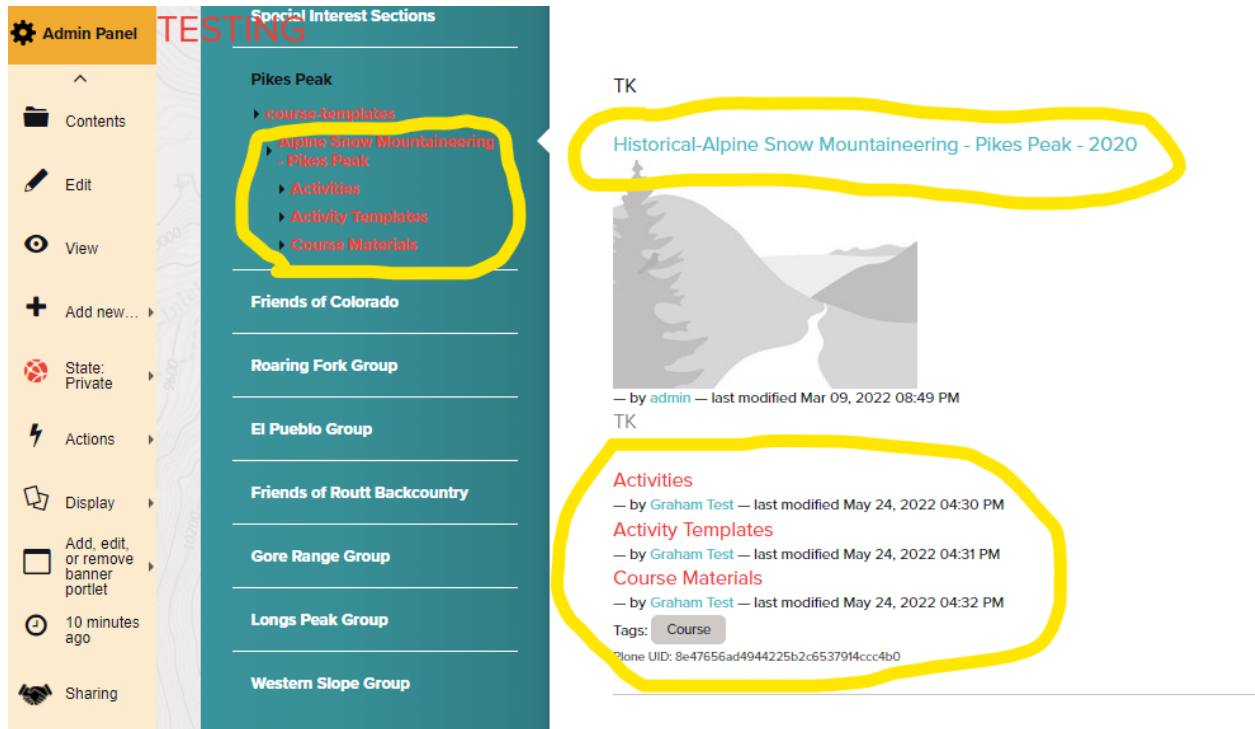 Admin Panel
TESTING
Contents
Edit
View
Add new...
State:
Private
Actions
Display
Add, edit,
or remove
banner
portlet
10 minutes
ago
Sharing
Special Interest Sections
Pikes Peak
course-templates
Alpine Snow Mountaineering
- Pikes Peak
Activities
Activity Templates
Course Materials
Friends of Colorado
Roaring Fork Group
El Pueblo Group
Friends of Routt Backcountry
Gore Range Group
Longs Peak Group
Western Slope Group
TK
Historical-Alpine Snow Mountaineering - Pikes Peak - 2020
— by admin — last modified Mar 09, 2022 08:49 PM
TK
Activities
— by Graham Test — last modified May 24, 2022 04:30 PM
Activity Templates
— by Graham Test — last modified May 24, 2022 04:31 PM
Course Materials
— by Graham Test — last modified May 24, 2022 04:32 PM
Tags: Course
Plone UID: 8e47656ad4944225b2c6537914ccc4b0